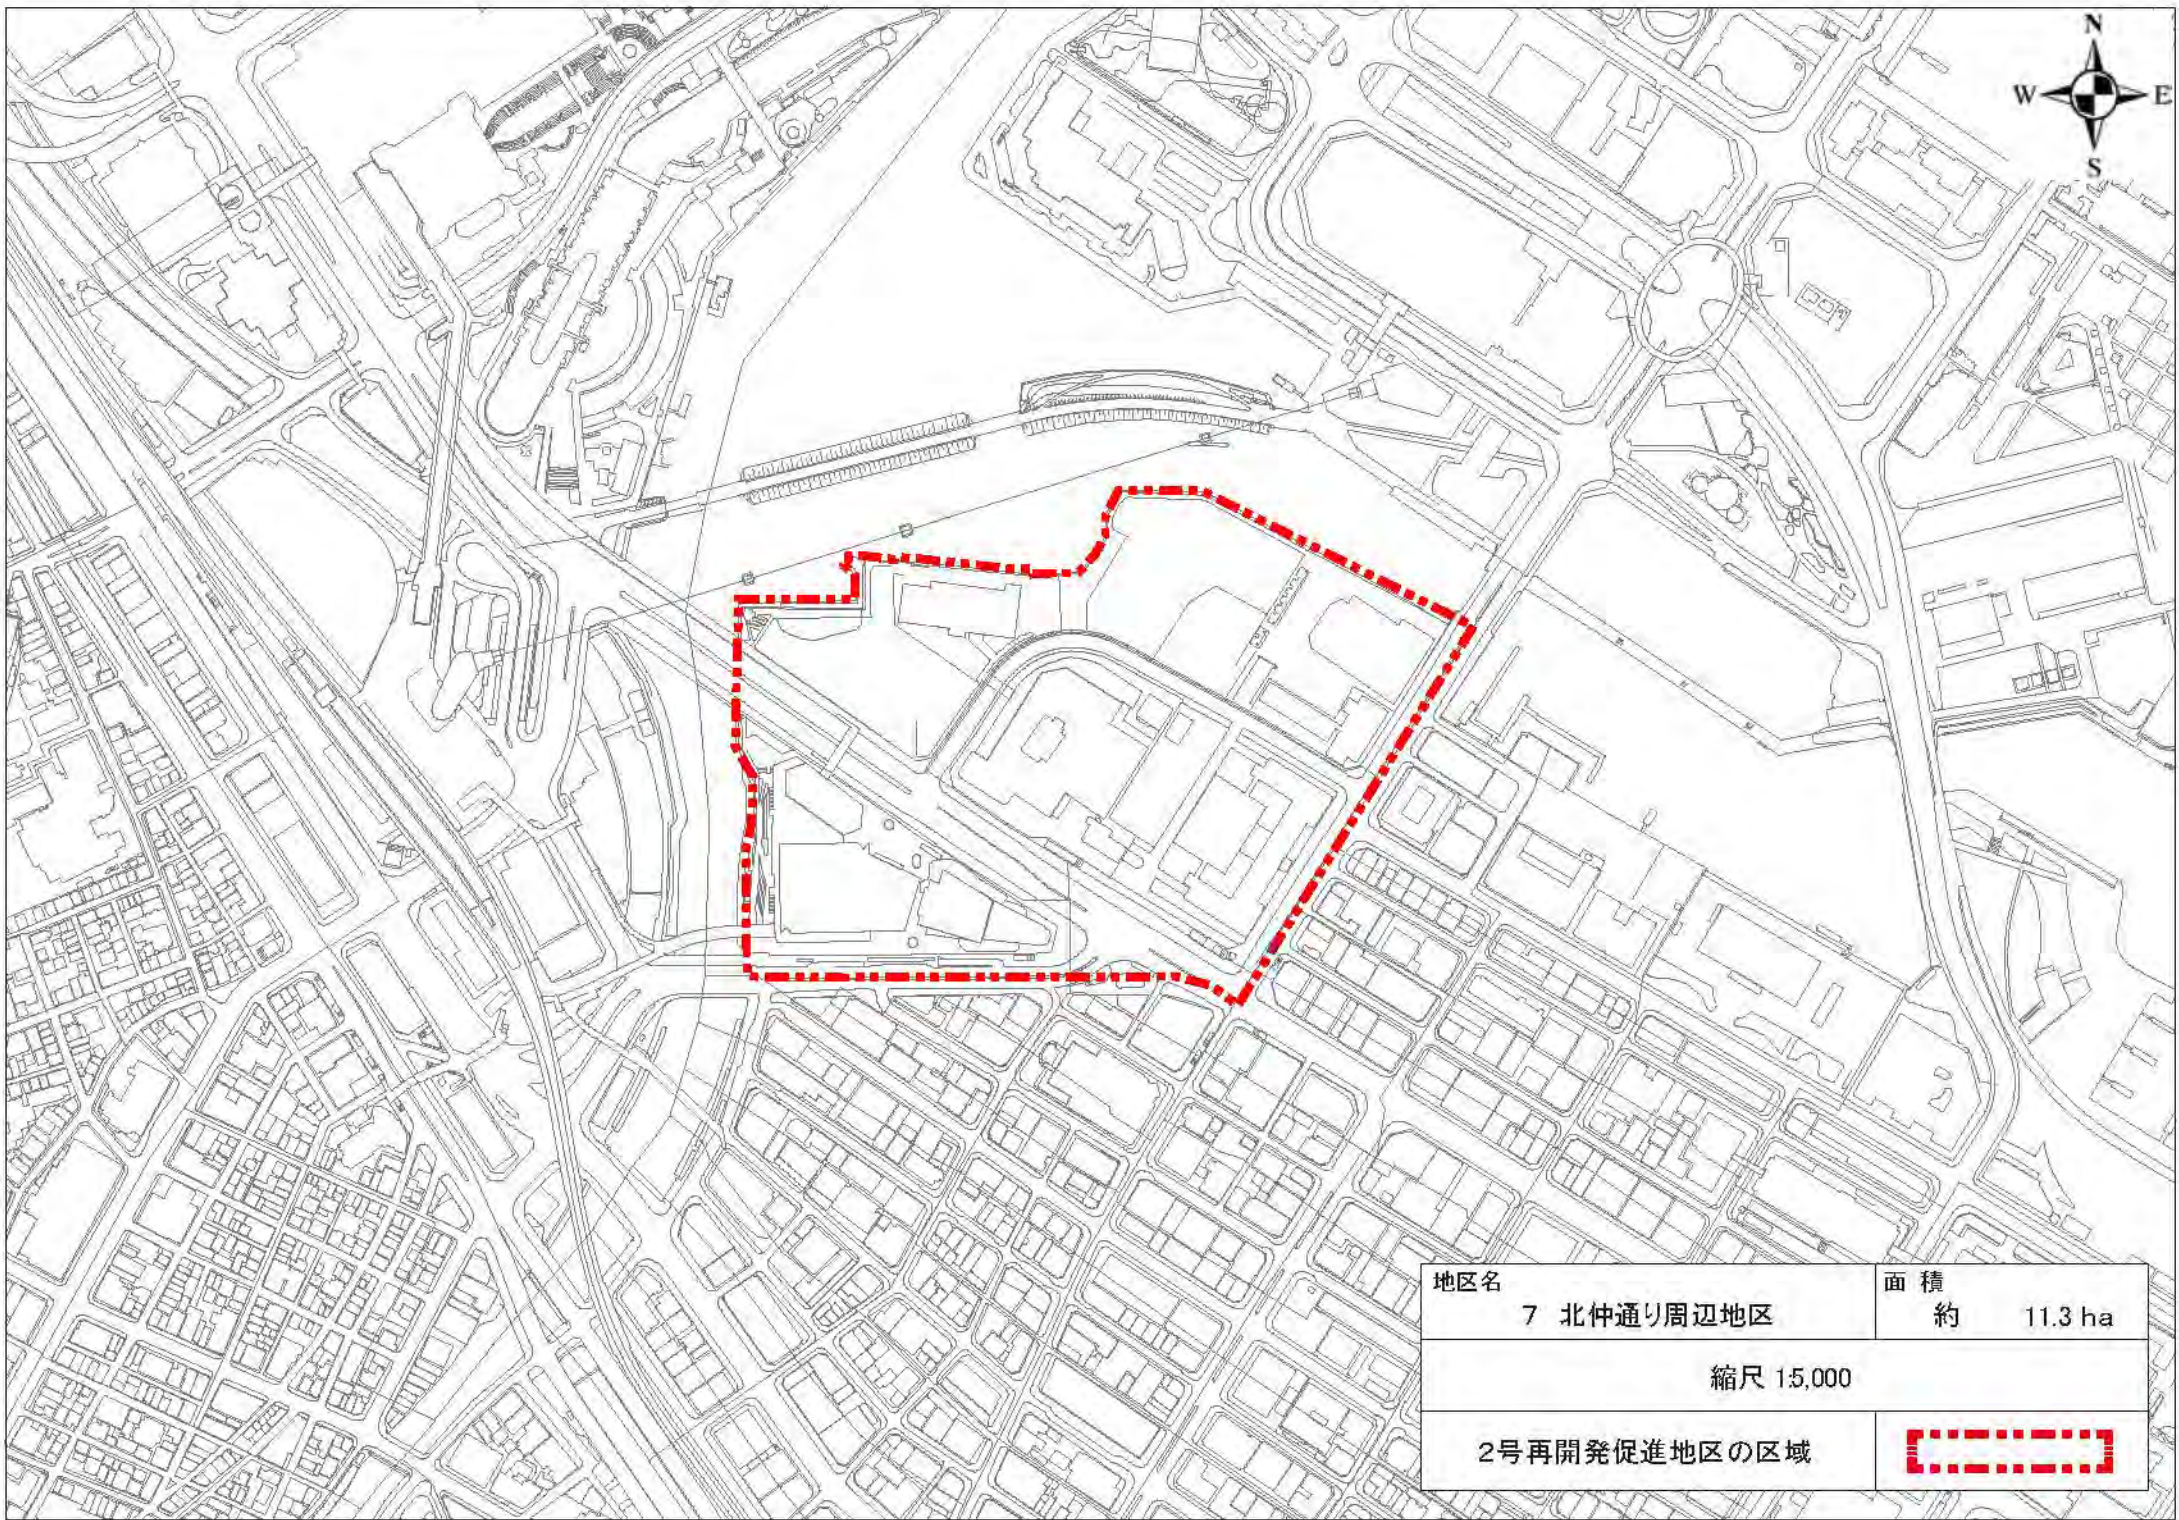 N
W E
S
地区名
7 北仲通り周辺地区
面 積
約 11.3 ha
縮尺 1:5,000
2号再開発促進地区の区域